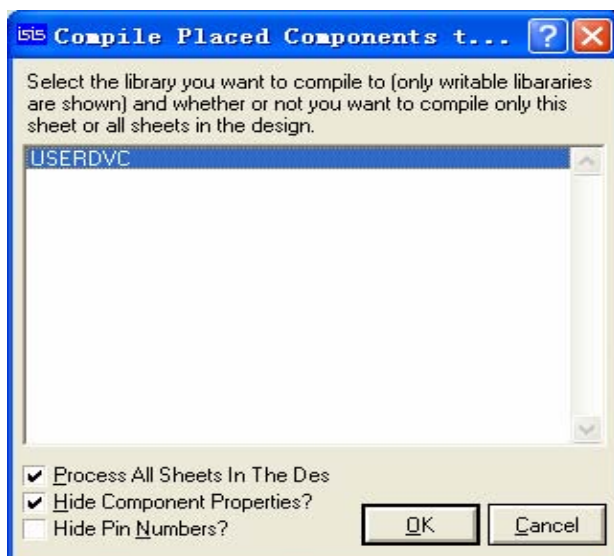 isis Compile Placed Components t...
Select the library you want to compile to (only writable libararies
are shown) and whether or not you want to compile only this
sheet or all sheets in the design.
USERDVC
Process All Sheets In The Des
Hide Component Properties?
Hide Pin Numbers?
OK
Cancel